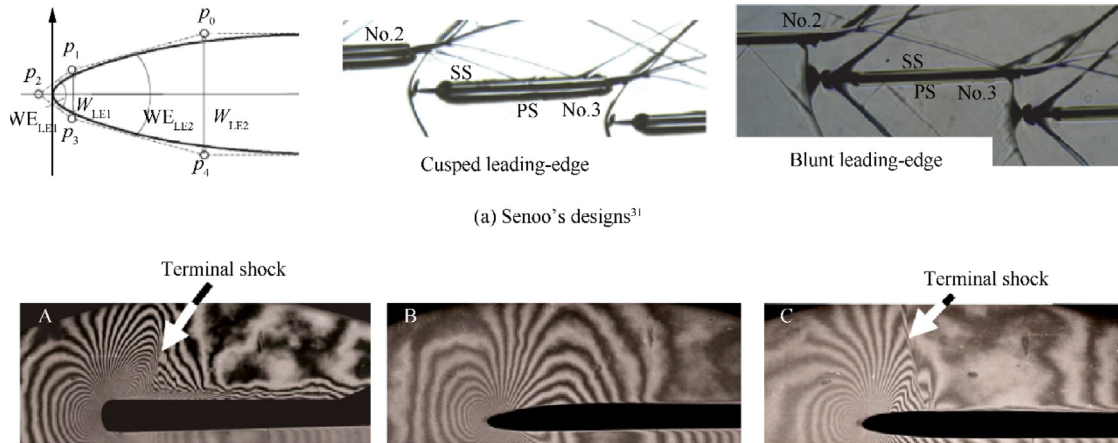 p0
p1
p2
WELE1
WLE1
WELE2
WLE2
p3
p4
No.2
SS
PS
No.3
Cusped leading-edge
No.2
SS
PS
No.3
Blunt leading-edge
(a) Senoo's designs31
Terminal shock
Terminal shock
A
B
C